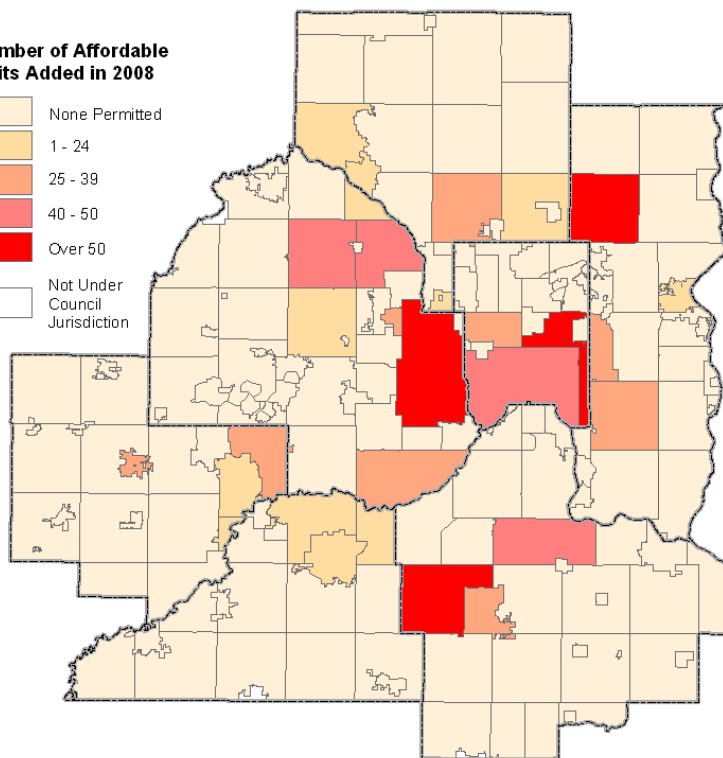 mber of Affordable
its Added in 2008
None Permitted
1 - 24
25 - 39
40 - 50
Over 50
Not Under
Council
Jurisdiction